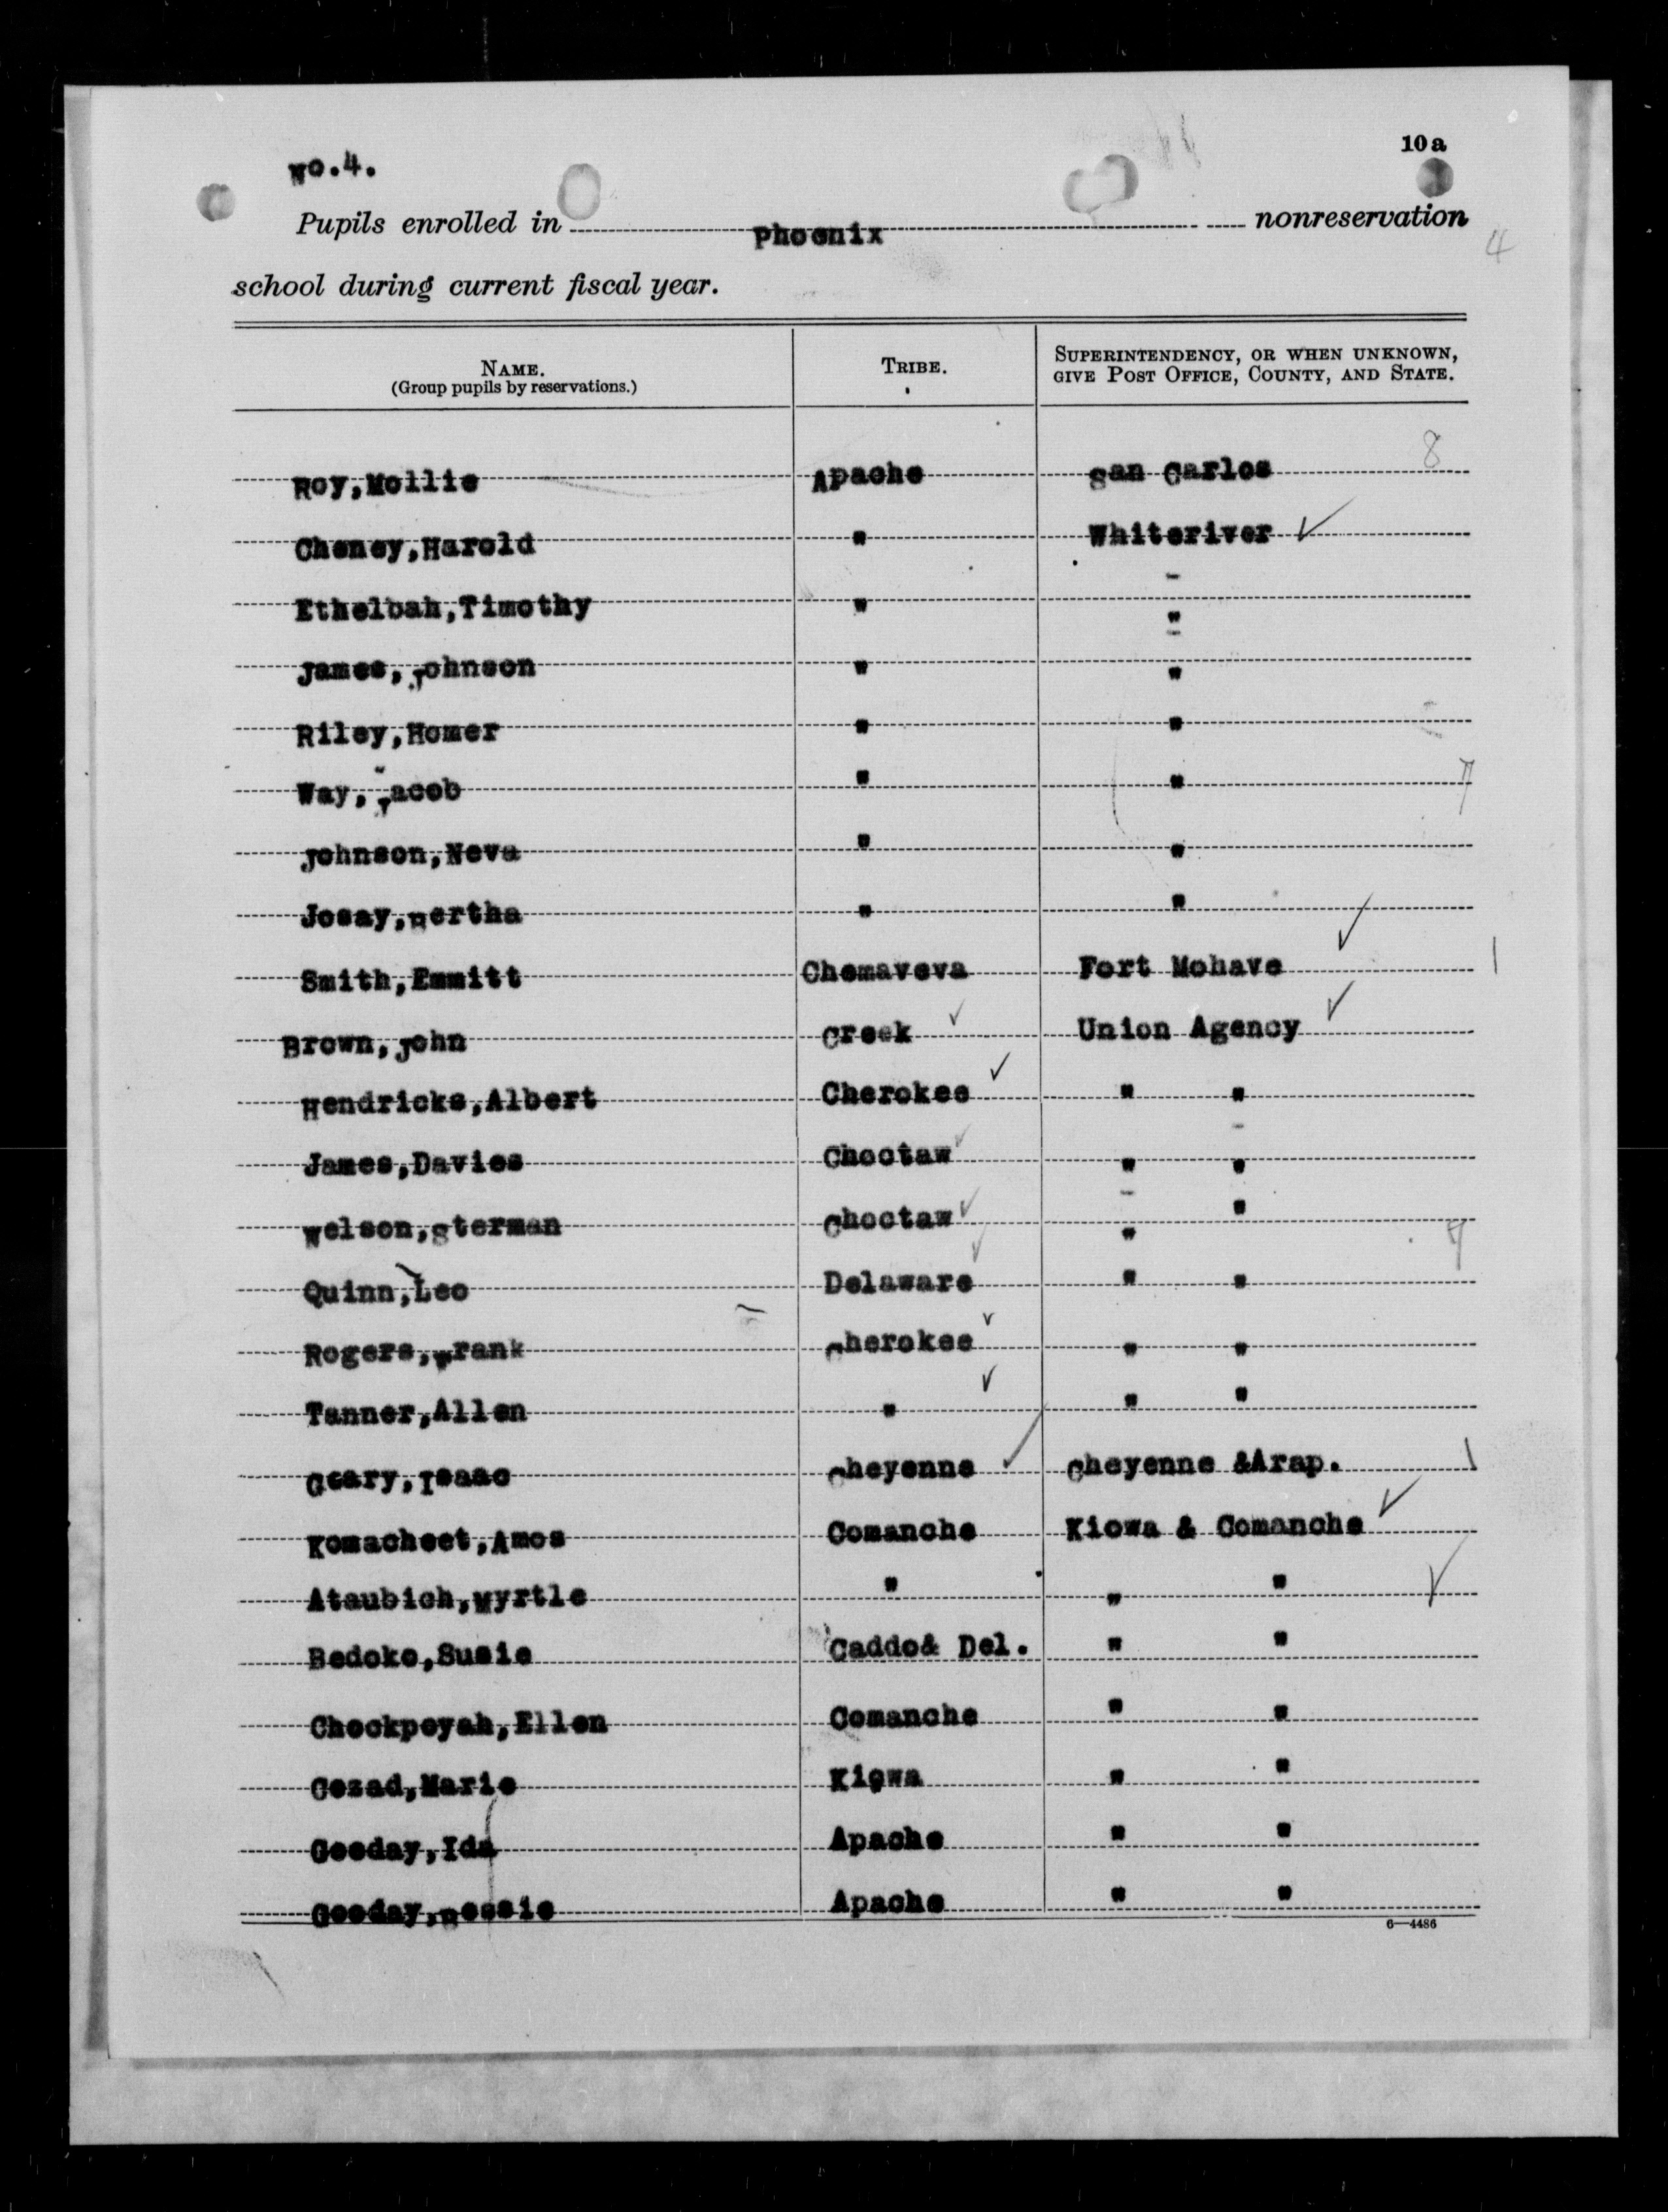 10a
No.4.
Pupils enrolled in Phoenix nonreservation
4
school during current fiscal year.
NAME. TRIBE. SUPERINTENDENCY, OR WHEN UNKNOWN,
(Group pupils by reservations.) GIVE POST OFFICE, COUNTY, AND STATE.
8
Roy,Mollie Apache San Carlos
Cheney,Harold " Whiteriver ✓
Ethelbah,Timothy " "
James, Johnson " "
Riley,Homer " "
Way, Jacob " " 7
Johnson,Neva " "
Josay,Bertha " "
Smith,Emmitt Chemaveva Fort Mohave ✓ 1
Brown,John Creek ✓ Union Agency ✓
Hendricks,Albert Cherokee ✓ " "
James,Davies Choctaw ✓ " "
Nelson,Sterman Choctaw ✓ " "
Quinn,Leo Delaware ✓ " "
Rogers,Frank Cherokee ✓ " "
Tanner,Allen " ✓ " "
Geary,Isaac Cheyenne ✓ Cheyenne &Arap. 1
Komacheet,Amos Comanche Kiowa & Comanche ✓
Ataubich,Myrtle " " " ✓
Bedoko,Susie Caddo& Del. " "
Chockpoyah,Ellen Comanche " "
Cozad,Marie Kiowa " "
Gooday,Ida Apache " "
Gooday,Bessie Apache " "
6—4486